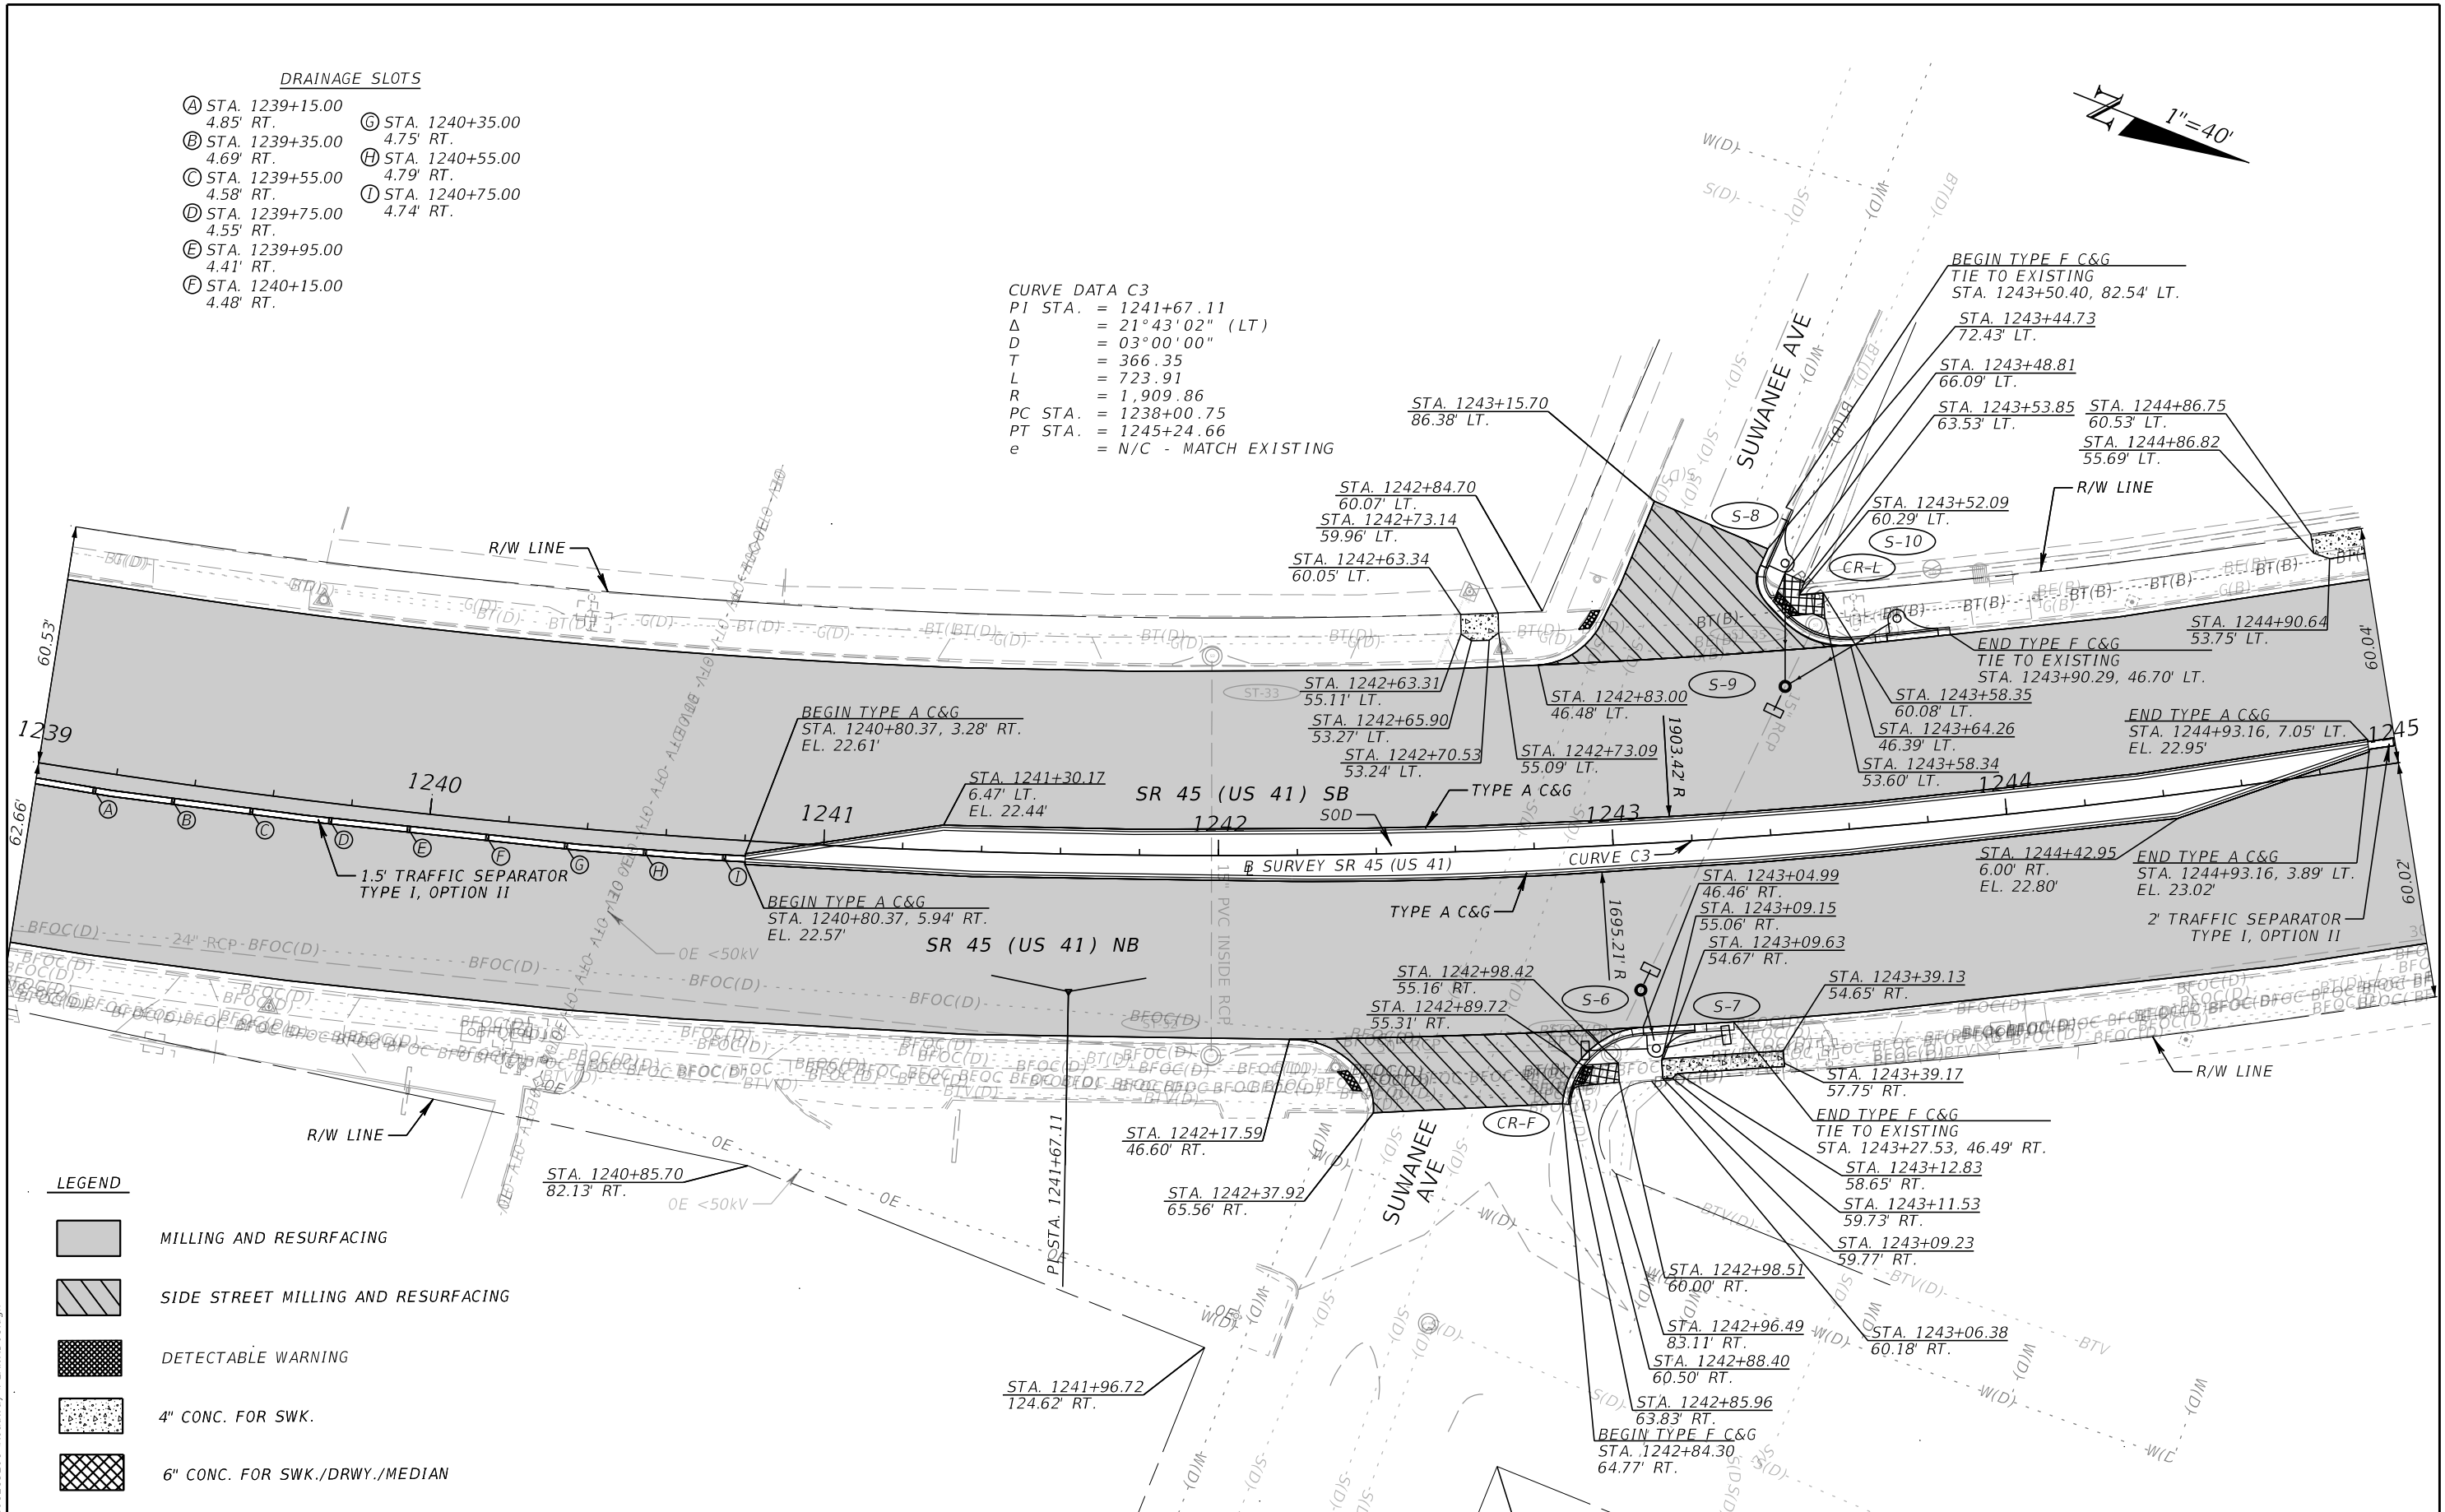 DRAINAGE SLOTS
A STA. 1239+15.00
4.85' RT.
B STA. 1239+35.00
4.69' RT.
C STA. 1239+55.00
4.58' RT.
D STA. 1239+75.00
4.55' RT.
E STA. 1239+95.00
4.41' RT.
F STA. 1240+15.00
4.48' RT.
G STA. 1240+35.00
4.75' RT.
H STA. 1240+55.00
4.79' RT.
I STA. 1240+75.00
4.74' RT.
N
1"=40'
CURVE DATA C3
PI STA. = 1241+67.11
Δ = 21°43'02" (LT)
D = 03°00'00"
T = 366.35
L = 723.91
R = 1,909.86
PC STA. = 1238+00.75
PT STA. = 1245+24.66
e = N/C - MATCH EXISTING
W(D)
S(D)
SUWANEE AVE
BEGIN TYPE F C&G
TIE TO EXISTING
STA. 1243+50.40, 82.54' LT.
STA. 1243+44.73
72.43' LT.
STA. 1243+48.81
66.09' LT.
STA. 1243+53.85
63.53' LT.
STA. 1244+86.75
60.53' LT.
STA. 1244+86.82
55.69' LT.
R/W LINE
STA. 1243+15.70
86.38' LT.
STA. 1242+84.70
60.07' LT.
STA. 1242+73.14
59.96' LT.
STA. 1242+63.34
60.05' LT.
S-8
STA. 1243+52.09
60.29' LT.
S-10
CR-L
R/W LINE
60.53'
STA. 1244+90.64
53.75' LT.
60.04'
END TYPE F C&G
TIE TO EXISTING
STA. 1243+90.29, 46.70' LT.
S-9
ST-33
STA. 1242+63.31
55.11' LT.
STA. 1242+65.90
53.27' LT.
STA. 1242+70.53
53.24' LT.
STA. 1242+83.00
46.48' LT.
STA. 1242+73.09
55.09' LT.
1903.42' R
15" RCP
STA. 1243+58.35
60.08' LT.
STA. 1243+64.26
46.39' LT.
STA. 1243+58.34
53.60' LT.
END TYPE A C&G
STA. 1244+93.16, 7.05' LT.
EL. 22.95'
1239
1240
1241
1242
1243
1244
1245
BEGIN TYPE A C&G
STA. 1240+80.37, 3.28' RT.
EL. 22.61'
STA. 1241+30.17
6.47' LT.
EL. 22.44'
SR 45 (US 41) SB
SOD
TYPE A C&G
A
B
C
D
E
F
G
H
I
62.66'
1.5' TRAFFIC SEPARATOR
TYPE I, OPTION II
BEGIN TYPE A C&G
STA. 1240+80.37, 5.94' RT.
EL. 22.57'
SR 45 (US 41) NB
B SURVEY SR 45 (US 41)
CURVE C3
TYPE A C&G
1695.21' R
STA. 1244+42.95
6.00' RT.
EL. 22.80'
END TYPE A C&G
STA. 1244+93.16, 3.89' LT.
EL. 23.02'
2' TRAFFIC SEPARATOR
TYPE I, OPTION II
60.02'
BFOC(D)
24" RCP
OE <50kV
15" PVC INSIDE RCP
STA. 1243+04.99
46.46' RT.
STA. 1243+09.15
55.06' RT.
STA. 1243+09.63
54.67' RT.
STA. 1242+98.42
55.16' RT.
STA. 1242+89.72
55.31' RT.
S-6
S-7
STA. 1243+39.13
54.65' RT.
STA. 1243+39.17
57.75' RT.
R/W LINE
END TYPE F C&G
TIE TO EXISTING
STA. 1243+27.53, 46.49' RT.
STA. 1243+12.83
58.65' RT.
STA. 1243+11.53
59.73' RT.
STA. 1243+09.23
59.77' RT.
STA. 1243+06.38
60.18' RT.
CR-F
R/W LINE
STA. 1240+85.70
82.13' RT.
OE <50kV
PI STA. 1241+67.11
STA. 1242+17.59
46.60' RT.
STA. 1242+37.92
65.56' RT.
SUWANEE
AVE
STA. 1241+96.72
124.62' RT.
STA. 1242+98.51
60.00' RT.
STA. 1242+96.49
83.11' RT.
STA. 1242+88.40
60.50' RT.
STA. 1242+85.96
63.83' RT.
BEGIN TYPE F C&G
STA. 1242+84.30
64.77' RT.
LEGEND
MILLING AND RESURFACING
SIDE STREET MILLING AND RESURFACING
DETECTABLE WARNING
4" CONC. FOR SWK.
6" CONC. FOR SWK./DRWY./MEDIAN